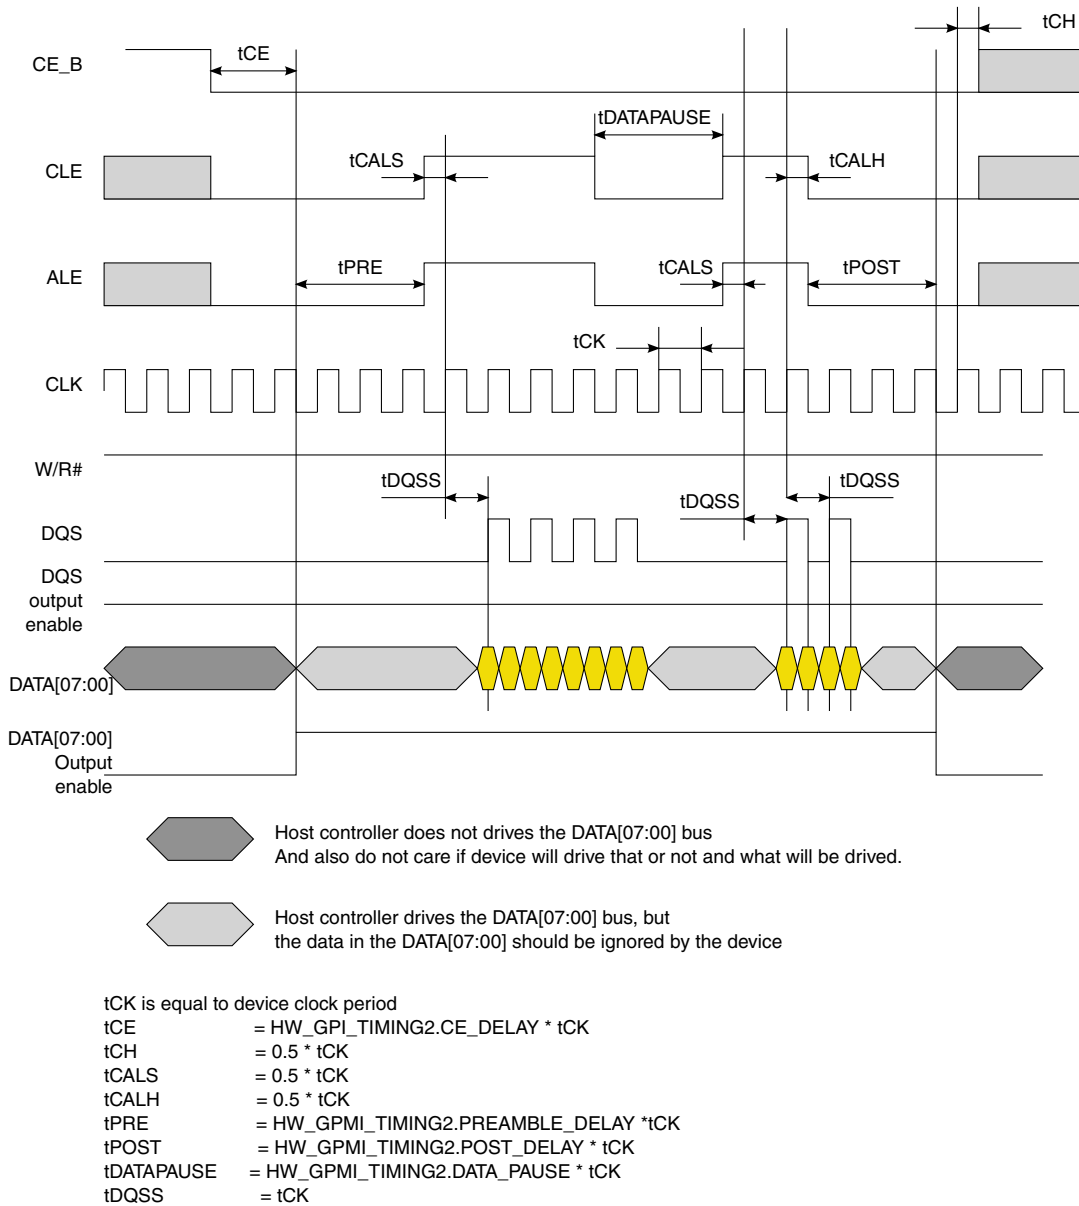 tCH
CE_B
tCE
tDATAPAUSE
CLE
tCALS
tCALH
ALE
tPRE
tCALS
tPOST
tCK
CLK
W/R#
tDQSS
tDQSS
tDQSS
DQS
DQS
output
enable
DATA[07:00]
DATA[07:00]
Output
enable
Host controller does not drives the DATA[07:00] bus
And also do not care if device will drive that or not and what will be drived.
Host controller drives the DATA[07:00] bus, but
the data in the DATA[07:00] should be ignored by the device
tCK is equal to device clock period
tCE = HW_GPI_TIMING2.CE_DELAY * tCK
tCH = 0.5 * tCK
tCALS = 0.5 * tCK
tCALH = 0.5 * tCK
tPRE = HW_GPMI_TIMING2.PREAMBLE_DELAY *tCK
tPOST = HW_GPMI_TIMING2.POST_DELAY * tCK
tDATAPAUSE = HW_GPMI_TIMING2.DATA_PAUSE * tCK
tDQSS = tCK